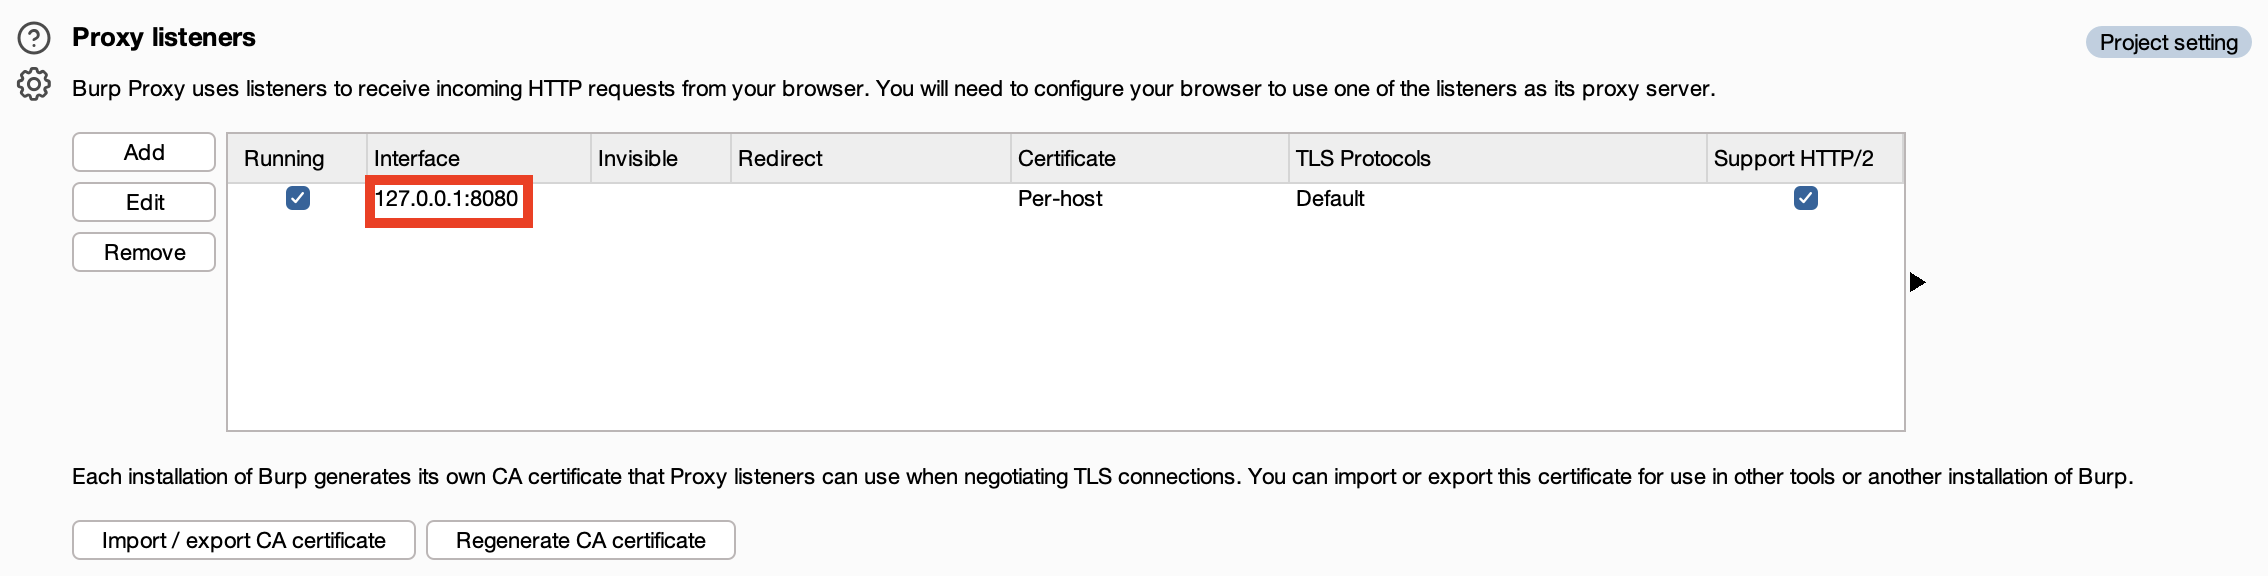 Proxy listeners
Project setting
Burp Proxy uses listeners to receive incoming HTTP requests from your browser. You will need to configure your browser to use one of the listeners as its proxy server.
Add
Edit
Remove
Running Interface Invisible Redirect Certificate TLS Protocols Support HTTP/2
127.0.0.1:8080 Per-host Default
Each installation of Burp generates its own CA certificate that Proxy listeners can use when negotiating TLS connections. You can import or export this certificate for use in other tools or another installation of Burp.
Import / export CA certificate
Regenerate CA certificate